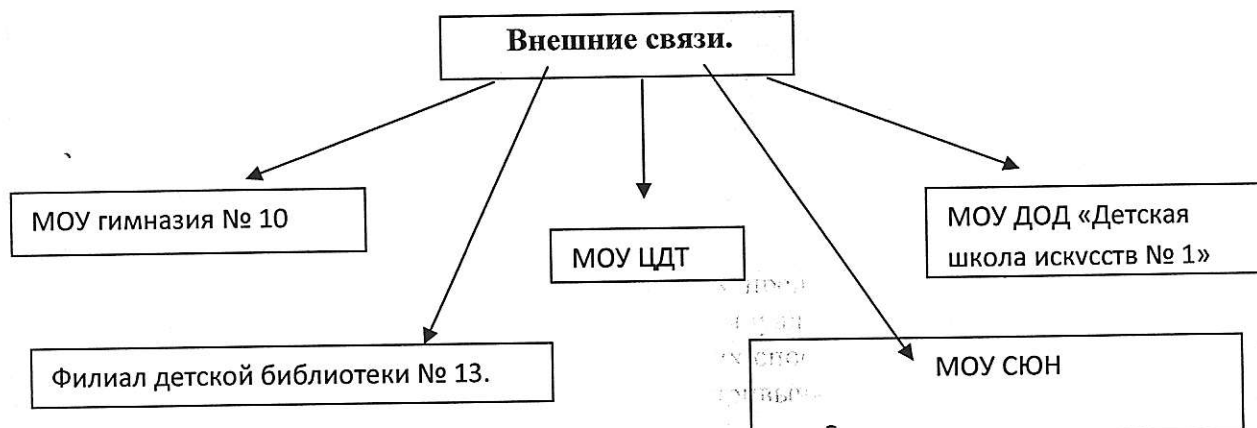 Внешние связи.
МОУ гимназия № 10
МОУ ЦДТ
МОУ ДОД «Детская
школа искусств № 1»
Филиал детской библиотеки № 13.
МОУ СЮН